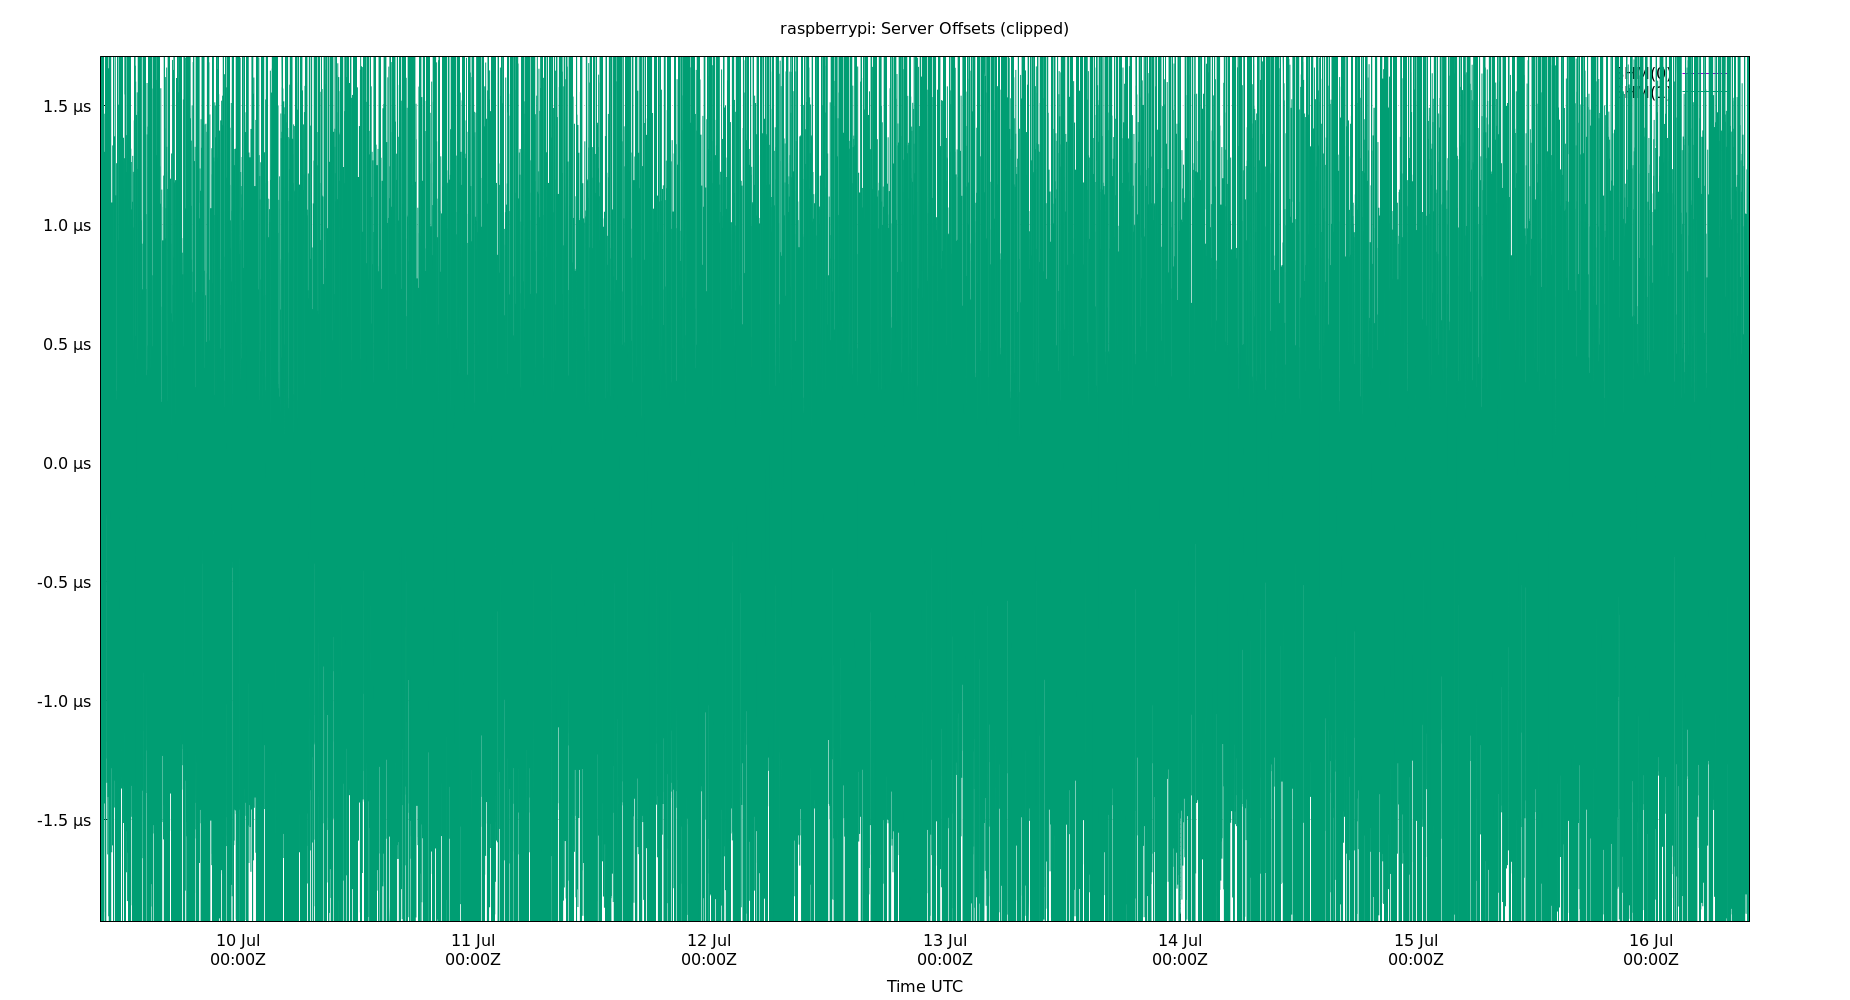 raspberrypi: Server Offsets (clipped)
1.5 µs
1.0 µs
0.5 µs
0.0 µs
-0.5 µs
-1.0 µs
-1.5 µs
10 Jul
00:00Z
11 Jul
00:00Z
12 Jul
00:00Z
13 Jul
00:00Z
14 Jul
00:00Z
15 Jul
00:00Z
16 Jul
00:00Z
Time UTC